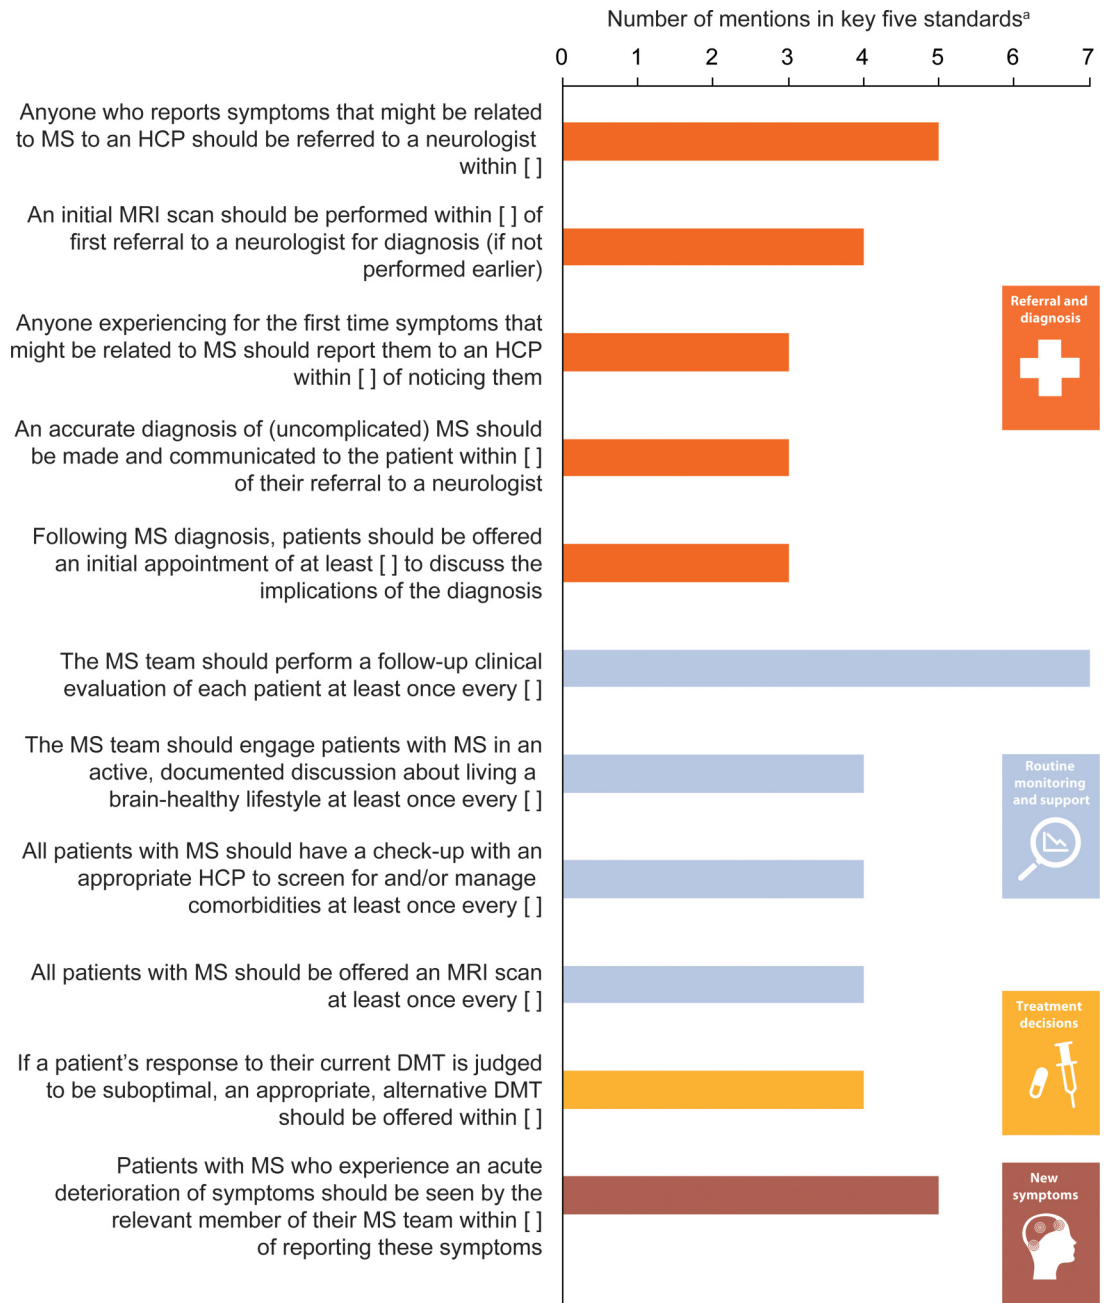 Number of mentions in key five standardsᵃ
0 1 2 3 4 5 6 7
Anyone who reports symptoms that might be related
to MS to an HCP should be referred to a neurologist
within [ ]
An initial MRI scan should be performed within [ ] of
first referral to a neurologist for diagnosis (if not
performed earlier)
Referral and
diagnosis
Anyone experiencing for the first time symptoms that
might be related to MS should report them to an HCP
within [ ] of noticing them
An accurate diagnosis of (uncomplicated) MS should
be made and communicated to the patient within [ ]
of their referral to a neurologist
Following MS diagnosis, patients should be offered
an initial appointment of at least [ ] to discuss the
implications of the diagnosis
The MS team should perform a follow-up clinical
evaluation of each patient at least once every [ ]
The MS team should engage patients with MS in an
active, documented discussion about living a
brain-healthy lifestyle at least once every [ ]
Routine
monitoring
and support
All patients with MS should have a check-up with an
appropriate HCP to screen for and/or manage
comorbidities at least once every [ ]
All patients with MS should be offered an MRI scan
at least once every [ ]
Treatment
decisions
If a patient’s response to their current DMT is judged
to be suboptimal, an appropriate, alternative DMT
should be offered within [ ]
Patients with MS who experience an acute
deterioration of symptoms should be seen by the
relevant member of their MS team within [ ]
of reporting these symptoms
New
symptoms